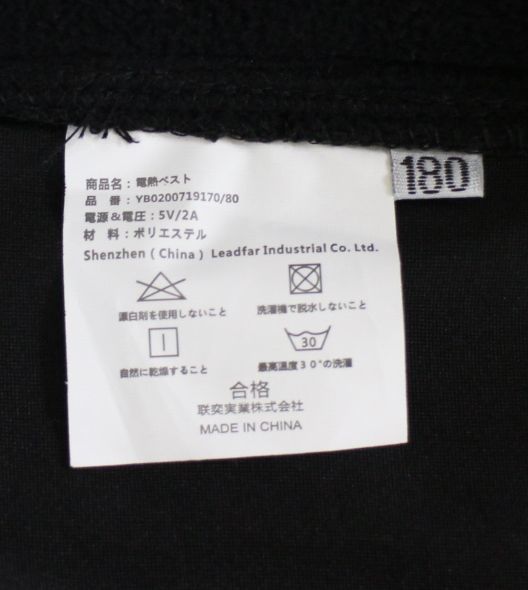 商品名：電熱ベスト
品　番：YB0200719170/80
電源＆電圧：5V/2A
材　料：ポリエステル
Shenzhen (China) Leadfar Industrial Co. Ltd.
漂白剤を使用しないこと
洗濯機で脱水しないこと
30
自然に乾燥すること
最高温度30°の洗濯
合格
联奕実業株式会社
MADE IN CHINA
180